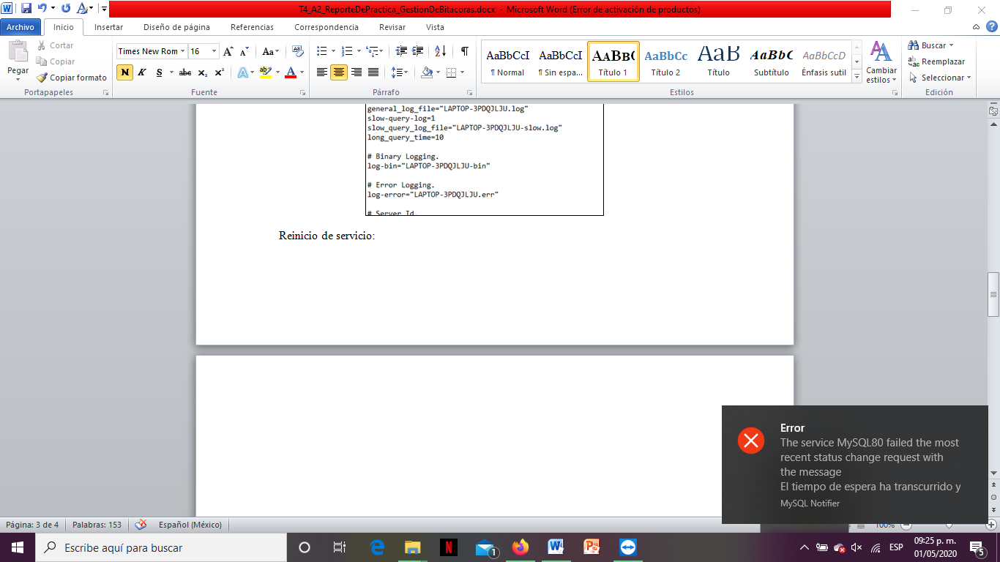 T4_A2_ReporteDePractica_GestionDeBitacoras.docx - Microsoft Word (Error de activación de productos)
Archivo Inicio Insertar Diseño de página Referencias Correspondencia Revisar Vista
Pegar
Cortar
Copiar
Copiar formato
Portapapeles
Times New Rom 16
N K S abc x₂ x²
Fuente
Párrafo
AaBbCcI AaBbCcI AaBbC AaBbCc AaB AaBbC AaBbCcD
¶ Normal ¶ Sin espa... Título 1 Título 2 Título Subtítulo Énfasis sutil
Estilos
Cambiar estilos
Buscar
Reemplazar
Seleccionar
Edición
general_log_file="LAPTOP-3PDQJLJU.log"
slow-query-log=1
slow_query_log_file="LAPTOP-3PDQJLJU-slow.log"
long_query_time=10
# Binary Logging.
log-bin="LAPTOP-3PDQJLJU-bin"
# Error Logging.
log-error="LAPTOP-3PDQJLJU.err"
# Server Id.
Reinicio de servicio:
Error
The service MySQL80 failed the most
recent status change request with
the message
El tiempo de espera ha transcurrido y
MySQL Notifier
Página: 3 de 4 Palabras: 153 Español (México) 100%
Escribe aquí para buscar
1
ESP
09:25 p. m.
01/05/2020
5